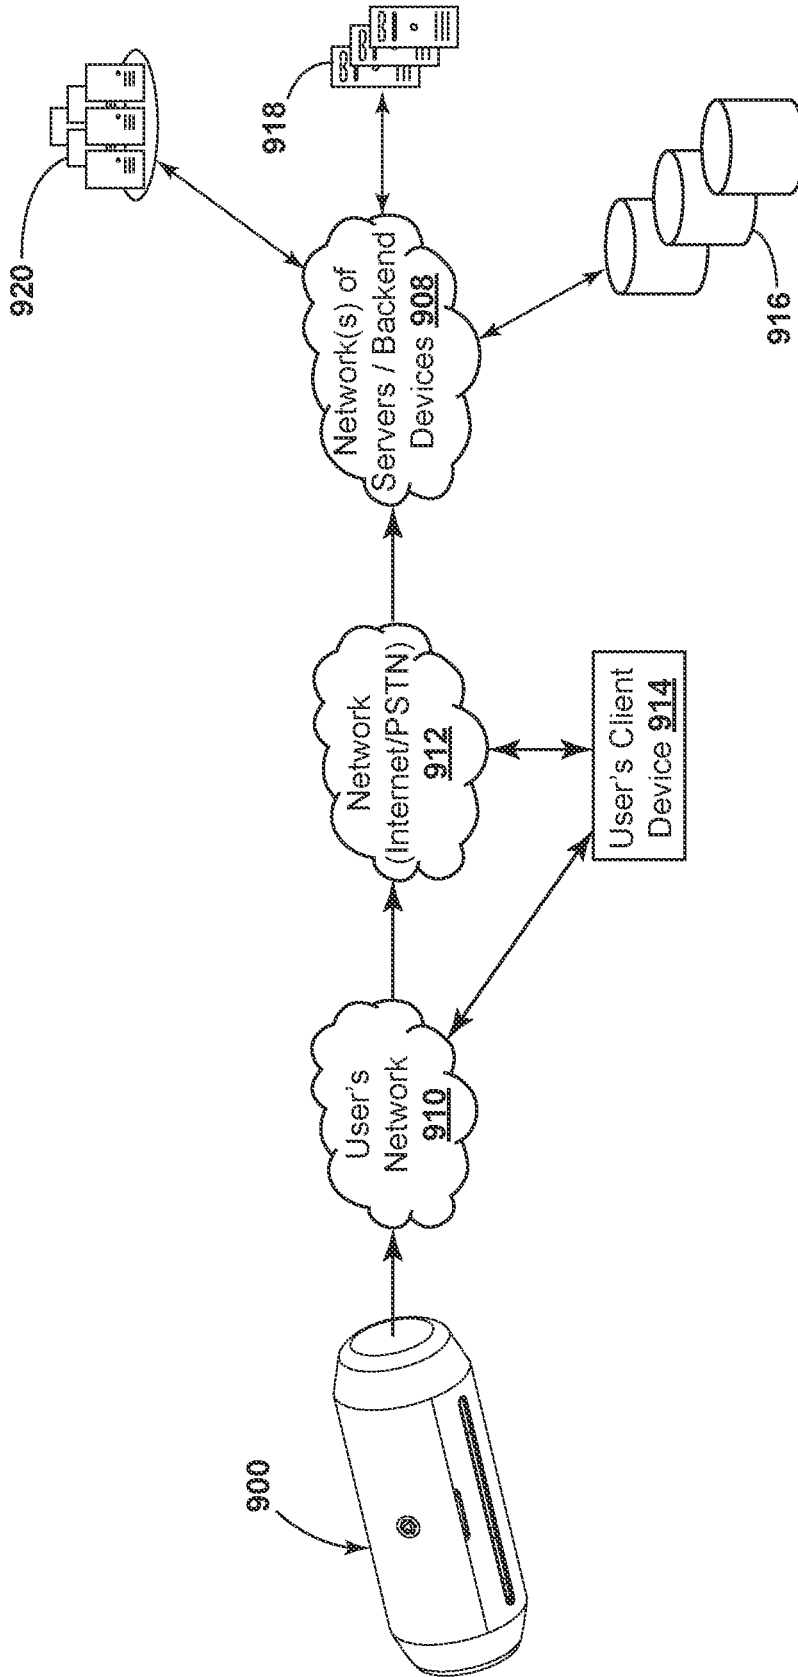 900
User's
Network
910
Network
(Internet/PSTN)
912
User's Client
Device 914
Network(s) of
Servers / Backend
Devices 908
920
918
916